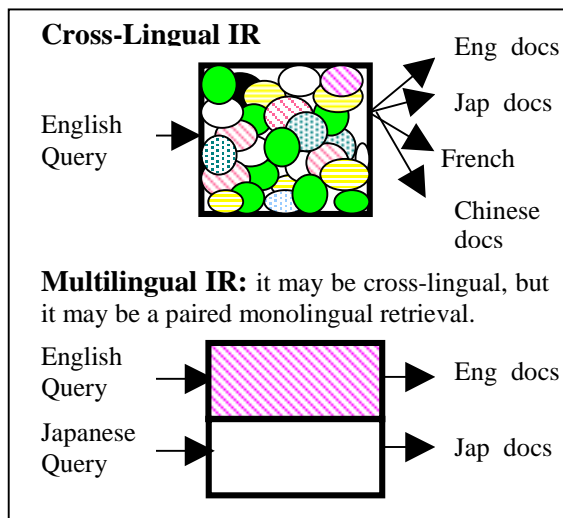 Cross-Lingual IR
English
Query
Eng docs
Jap docs
French
Chinese
docs
Multilingual IR: it may be cross-lingual, but
it may be a paired monolingual retrieval.
English
Query
Eng docs
Japanese
Query
Jap docs